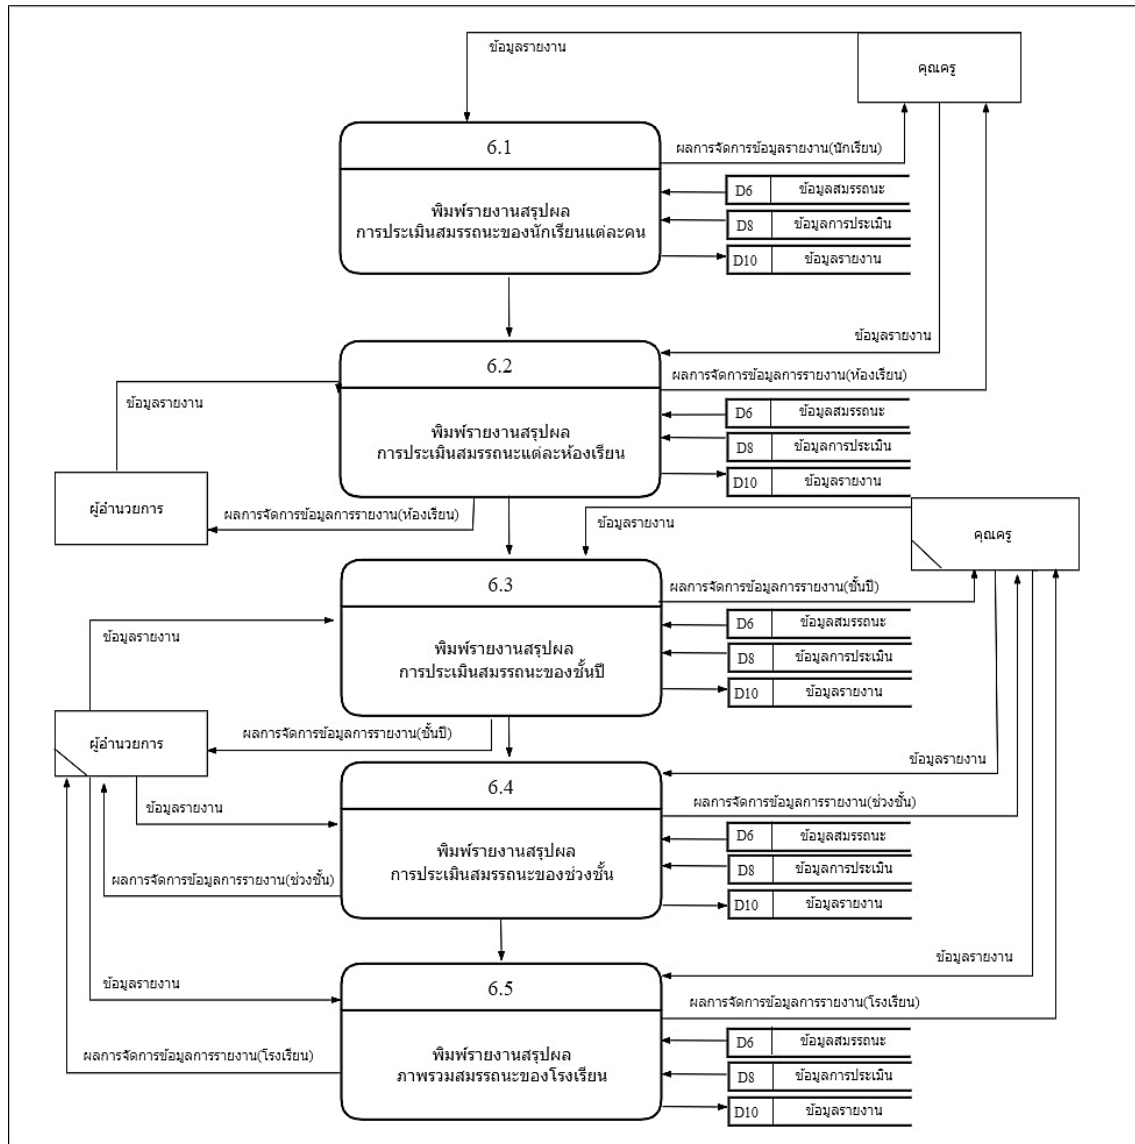 ข้อมูลรายงาน
คุณครู
6.1
ผลการจัดการข้อมูลรายงาน(นักเรียน)
พิมพ์รายงานสรุปผล
การประเมินสมรรถนะของนักเรียนแต่ละคน
D6 ข้อมูลสมรรถนะ
D8 ข้อมูลการประเมิน
D10 ข้อมูลรายงาน
ข้อมูลรายงาน
6.2
ผลการจัดการข้อมูลการรายงาน(ห้องเรียน)
ข้อมูลรายงาน
พิมพ์รายงานสรุปผล
การประเมินสมรรถนะแต่ละห้องเรียน
D6 ข้อมูลสมรรถนะ
D8 ข้อมูลการประเมิน
D10 ข้อมูลรายงาน
ผู้อำนวยการ
ผลการจัดการข้อมูลการรายงาน(ห้องเรียน)
ข้อมูลรายงาน
คุณครู
6.3
ผลการจัดการข้อมูลการรายงาน(ชั้นปี)
ข้อมูลรายงาน
พิมพ์รายงานสรุปผล
การประเมินสมรรถนะของชั้นปี
D6 ข้อมูลสมรรถนะ
D8 ข้อมูลการประเมิน
D10 ข้อมูลรายงาน
ผู้อำนวยการ
ผลการจัดการข้อมูลการรายงาน(ชั้นปี)
ข้อมูลรายงาน
6.4
ข้อมูลรายงาน
ผลการจัดการข้อมูลการรายงาน(ช่วงชั้น)
พิมพ์รายงานสรุปผล
การประเมินสมรรถนะของช่วงชั้น
D6 ข้อมูลสมรรถนะ
D8 ข้อมูลการประเมิน
D10 ข้อมูลรายงาน
ผลการจัดการข้อมูลการรายงาน(ช่วงชั้น)
ข้อมูลรายงาน
ข้อมูลรายงาน
6.5
ผลการจัดการข้อมูลการรายงาน(โรงเรียน)
ผลการจัดการข้อมูลการรายงาน(โรงเรียน)
พิมพ์รายงานสรุปผล
ภาพรวมสมรรถนะของโรงเรียน
D6 ข้อมูลสมรรถนะ
D8 ข้อมูลการประเมิน
D10 ข้อมูลรายงาน